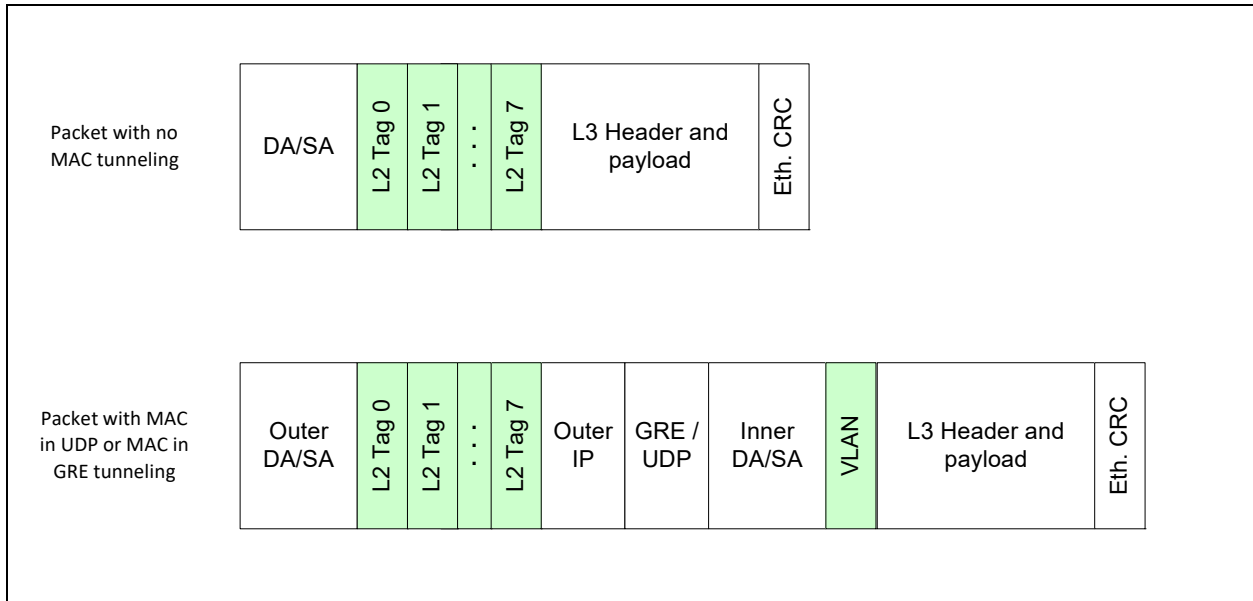 Packet with no
MAC tunneling
DA/SA
L2 Tag 0
L2 Tag 1
. . .
L2 Tag 7
L3 Header and
payload
Eth. CRC
Packet with MAC
in UDP or MAC in
GRE tunneling
Outer
DA/SA
L2 Tag 0
L2 Tag 1
. . .
L2 Tag 7
Outer
IP
GRE /
UDP
Inner
DA/SA
VLAN
L3 Header and
payload
Eth. CRC